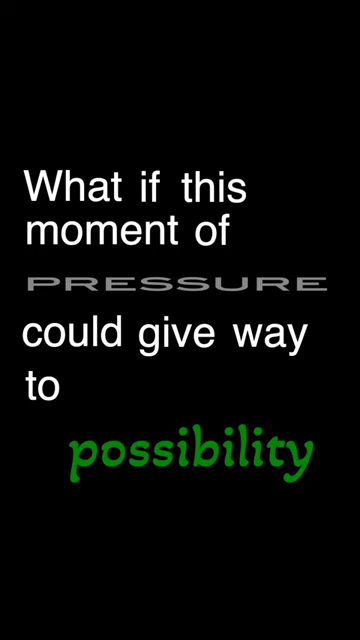 What if this
moment of
PRESSURE
could give way
to
possibility